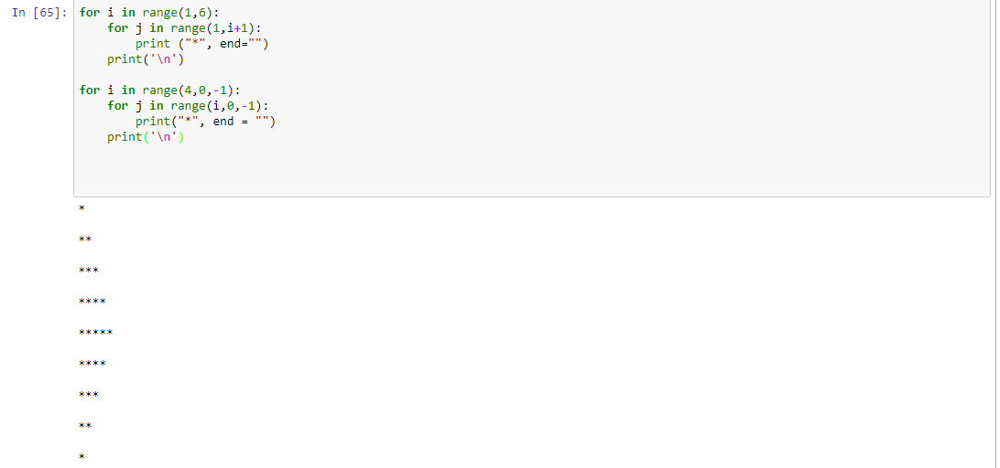 In [65]: for i in range(1,6):
    for j in range(1,i+1):
        print ("*", end="")
    print('\n')

for i in range(4,0,-1):
    for j in range(i,0,-1):
        print("*", end = "")
    print('\n')
*
**
***
****
*****
****
***
**
*